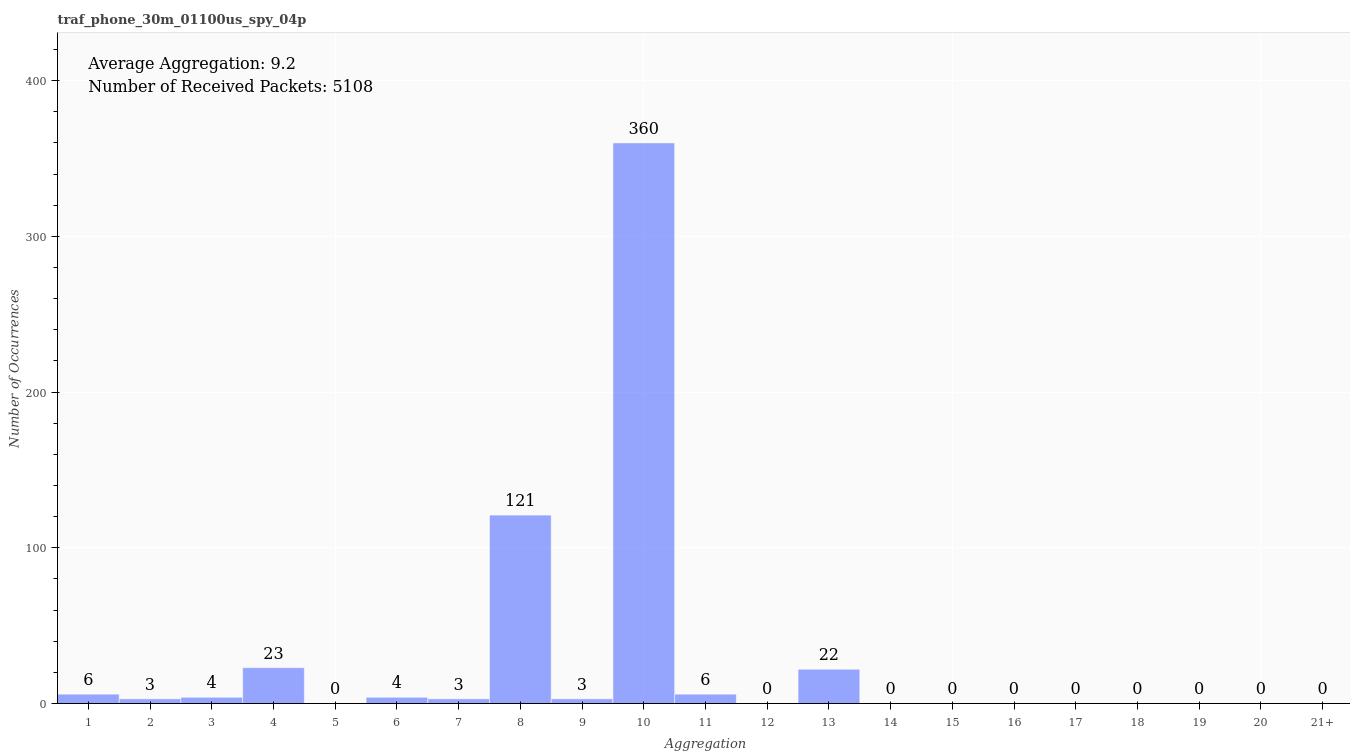 traf_phone_30m_01100us_spy_04p
Average Aggregation: 9.2
Number of Received Packets: 5108
400
300
200
100
0
Number of Occurrences
6 3 4 23 0 4 3 121 3 360 6 0 22 0 0 0 0 0 0 0 0
1 2 3 4 5 6 7 8 9 10 11 12 13 14 15 16 17 18 19 20 21+
Aggregation